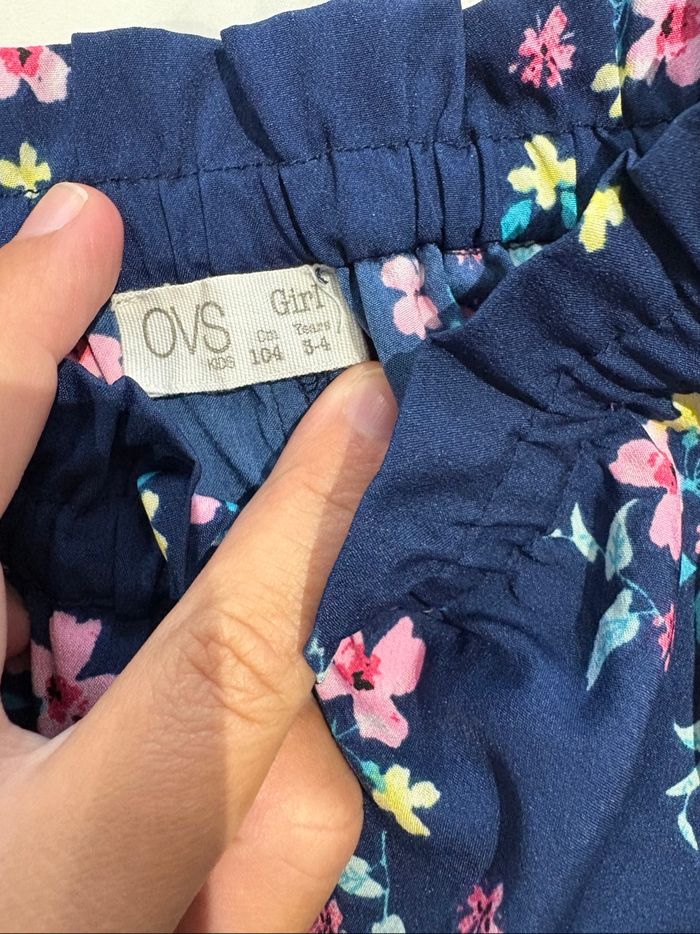 OVS
KIDS
Girl
Cm Years
104 3-4